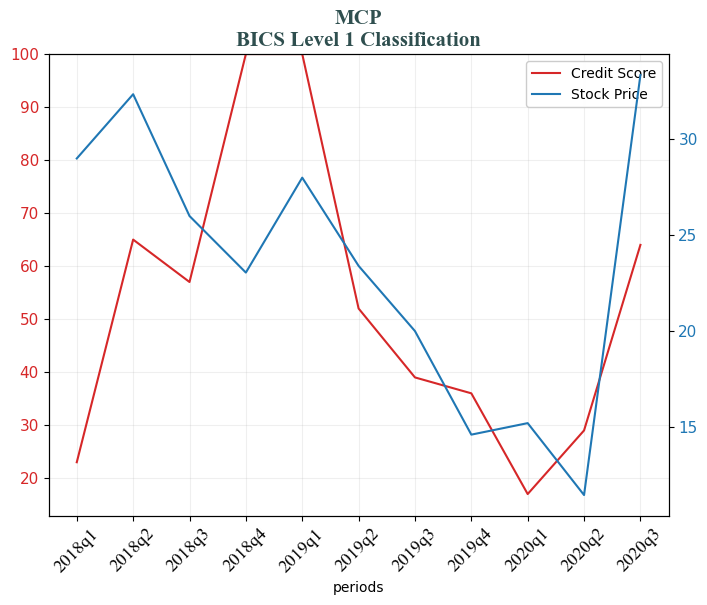 MCP
BICS Level 1 Classification
Credit Score
Stock Price
100
90
80
70
60
50
40
30
20
30
25
20
15
2018q1
2018q2
2018q3
2018q4
2019q1
2019q2
2019q3
2019q4
2020q1
2020q2
2020q3
periods